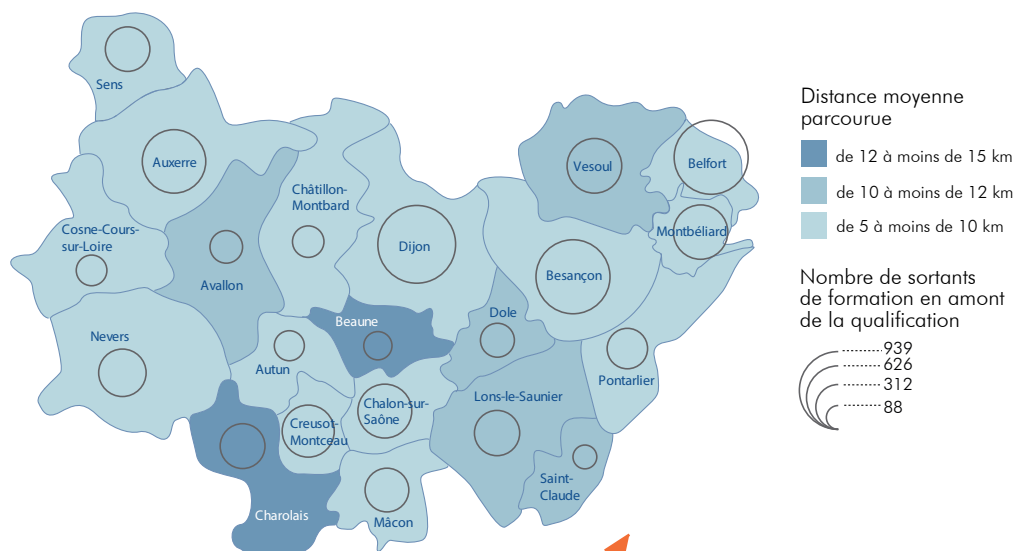 Sens
Auxerre
Cosne-Cours-
sur-Loire
Avallon
Châtillon-
Montbard
Dijon
Vesoul
Belfort
Montbéliard
Besançon
Nevers
Beaune
Dole
Autun
Pontarlier
Creusot-
Montceau
Chalon-sur-
Saône
Lons-le-Saunier
Saint-
Claude
Charolais
Mâcon
Distance moyenne
parcourue
de 12 à moins de 15 km
de 10 à moins de 12 km
de 5 à moins de 10 km
Nombre de sortants
de formation en amont
de la qualification
939
626
312
88